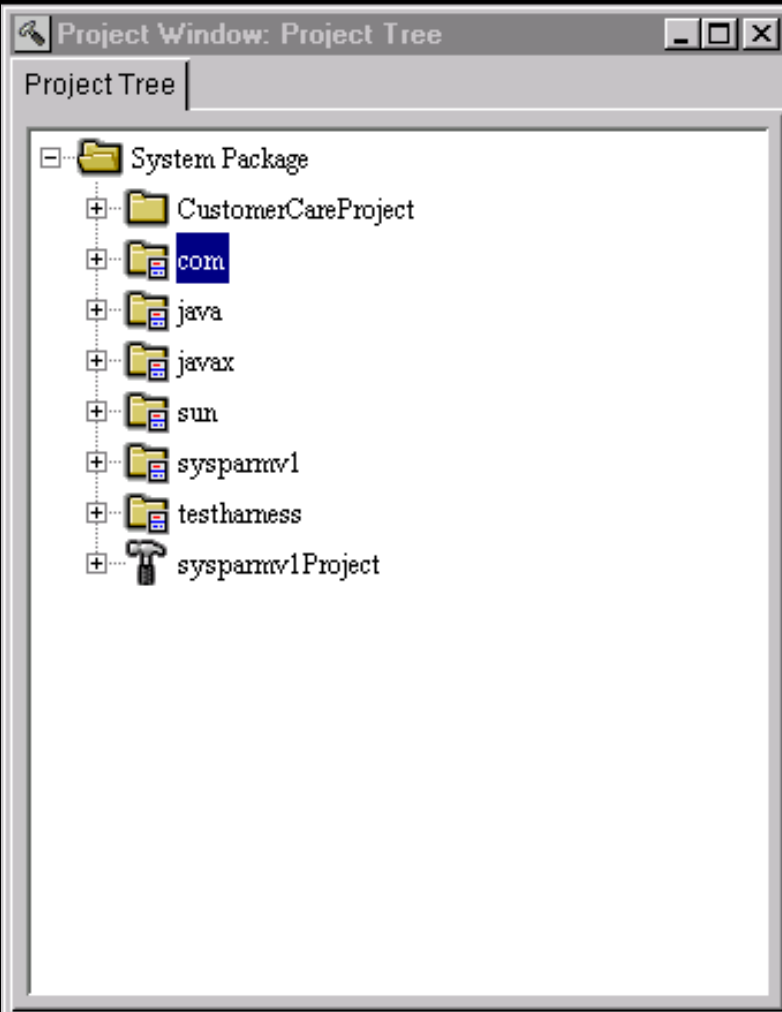 Project Window: Project Tree
Project Tree
System Package
CustomerCareProject
com
java
javax
sun
sysparmv1
testharness
sysparmv1Project